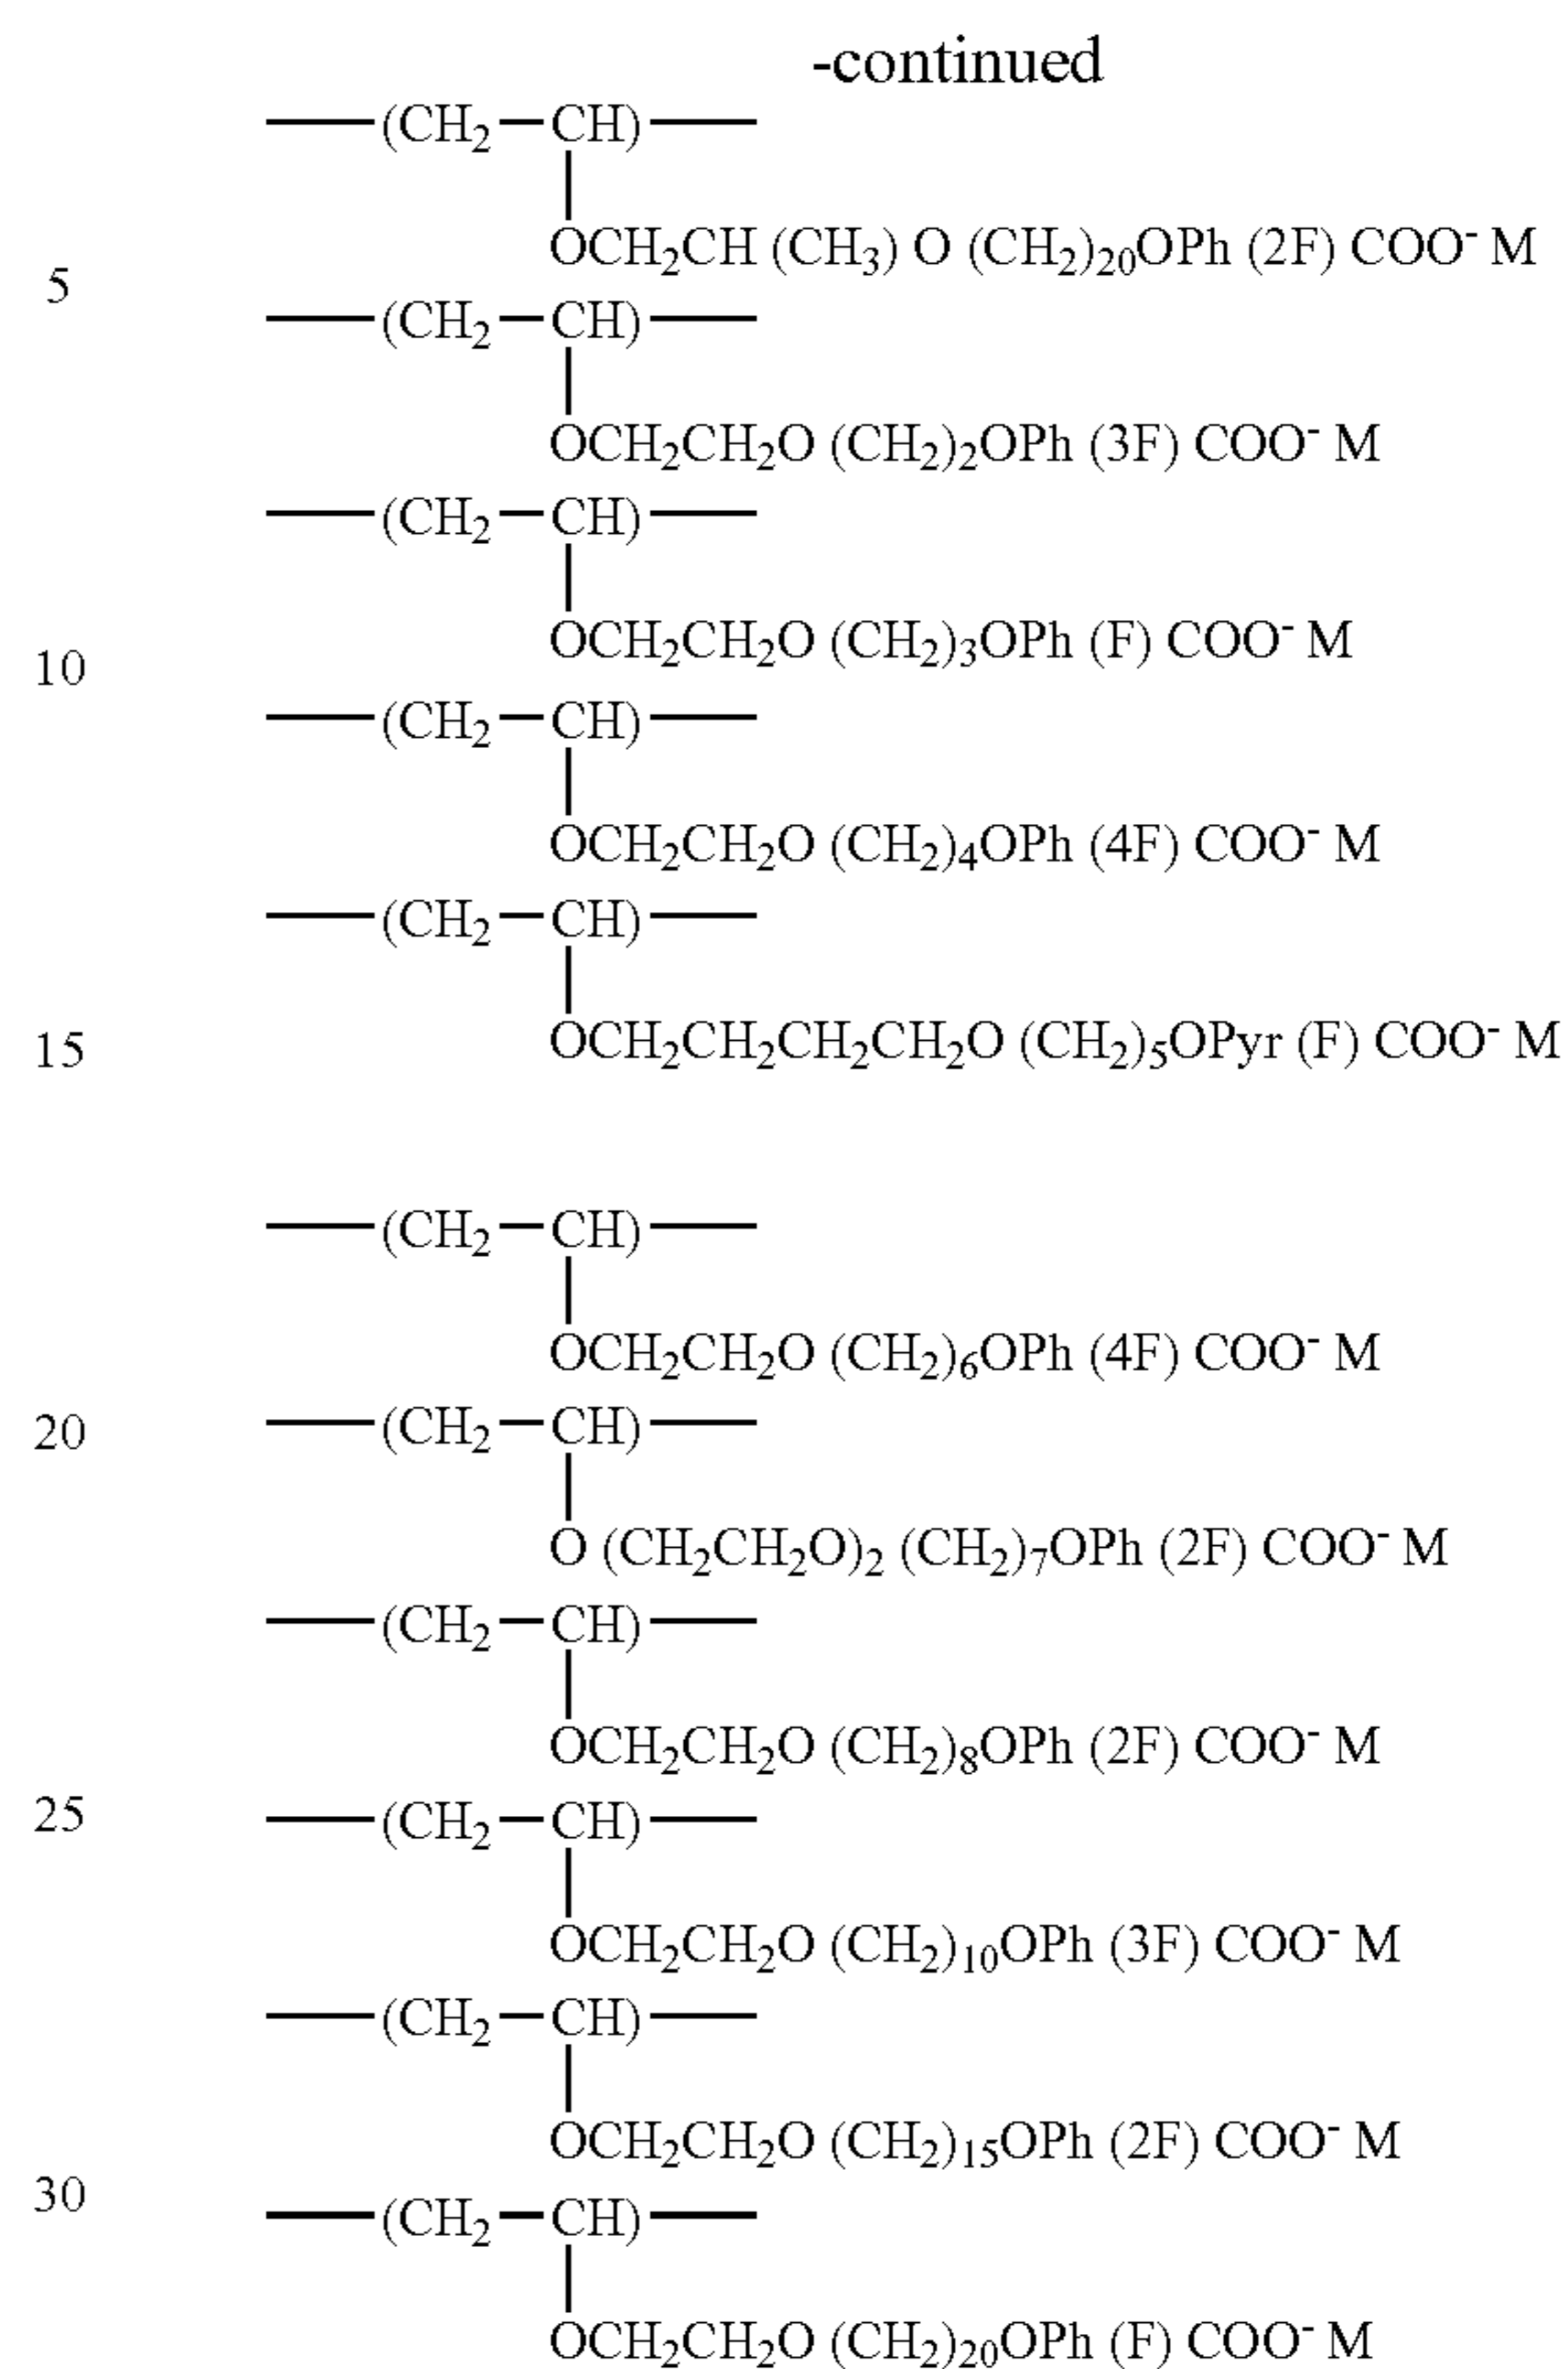 -continued
—(CH₂—CH)—
OCH₂CH (CH₃) O (CH₂)₂₀OPh (2F) COO⁻ M
5
—(CH₂—CH)—
OCH₂CH₂O (CH₂)₂OPh (3F) COO⁻ M
—(CH₂—CH)—
OCH₂CH₂O (CH₂)₃OPh (F) COO⁻ M
10
—(CH₂—CH)—
OCH₂CH₂O (CH₂)₄OPh (4F) COO⁻ M
—(CH₂—CH)—
OCH₂CH₂CH₂CH₂O (CH₂)₅OPyr (F) COO⁻ M
15
—(CH₂—CH)—
OCH₂CH₂O (CH₂)₆OPh (4F) COO⁻ M
—(CH₂—CH)—
20
O (CH₂CH₂O)₂ (CH₂)₇OPh (2F) COO⁻ M
—(CH₂—CH)—
OCH₂CH₂O (CH₂)₈OPh (2F) COO⁻ M
25
—(CH₂—CH)—
OCH₂CH₂O (CH₂)₁₀OPh (3F) COO⁻ M
—(CH₂—CH)—
OCH₂CH₂O (CH₂)₁₅OPh (2F) COO⁻ M
30
—(CH₂—CH)—
OCH₂CH₂O (CH₂)₂₀OPh (F) COO⁻ M